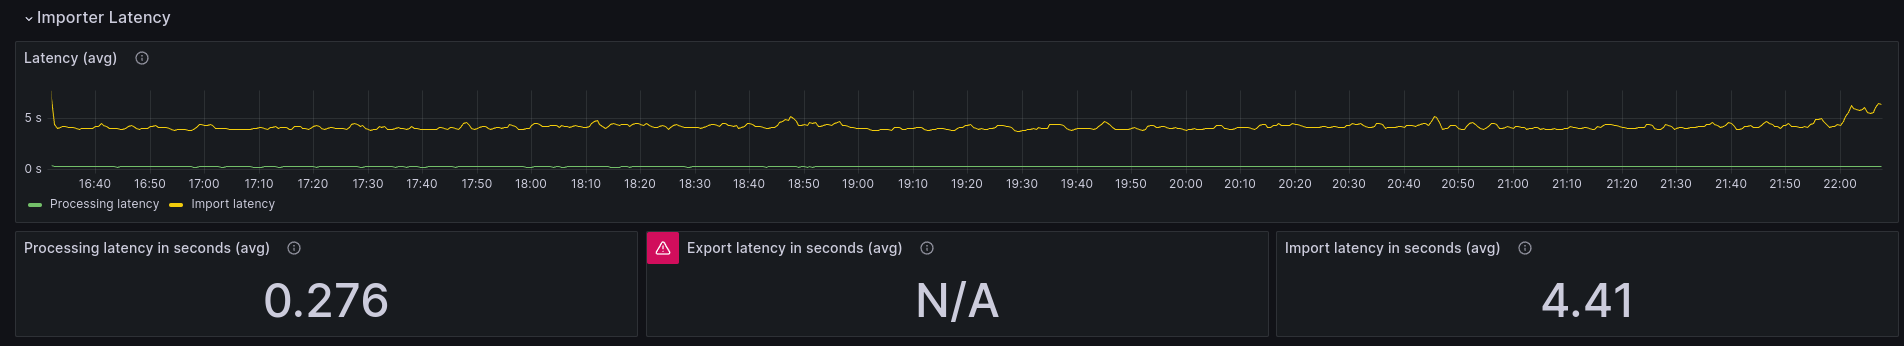 Importer Latency
Latency (avg)
5 s
0 s
16:40 16:50 17:00 17:10 17:20 17:30 17:40 17:50 18:00 18:10 18:20 18:30 18:40 18:50 19:00 19:10 19:20 19:30 19:40 19:50 20:00 20:10 20:20 20:30 20:40 20:50 21:00 21:10 21:20 21:30 21:40 21:50 22:00
Processing latency Import latency
Processing latency in seconds (avg) Export latency in seconds (avg) Import latency in seconds (avg)
0.276 N/A 4.41